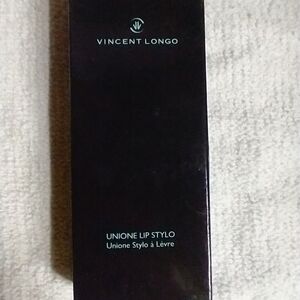 VINCENT LONGO
UNIONE LIP STYLO
Unione Stylo à Lèvre